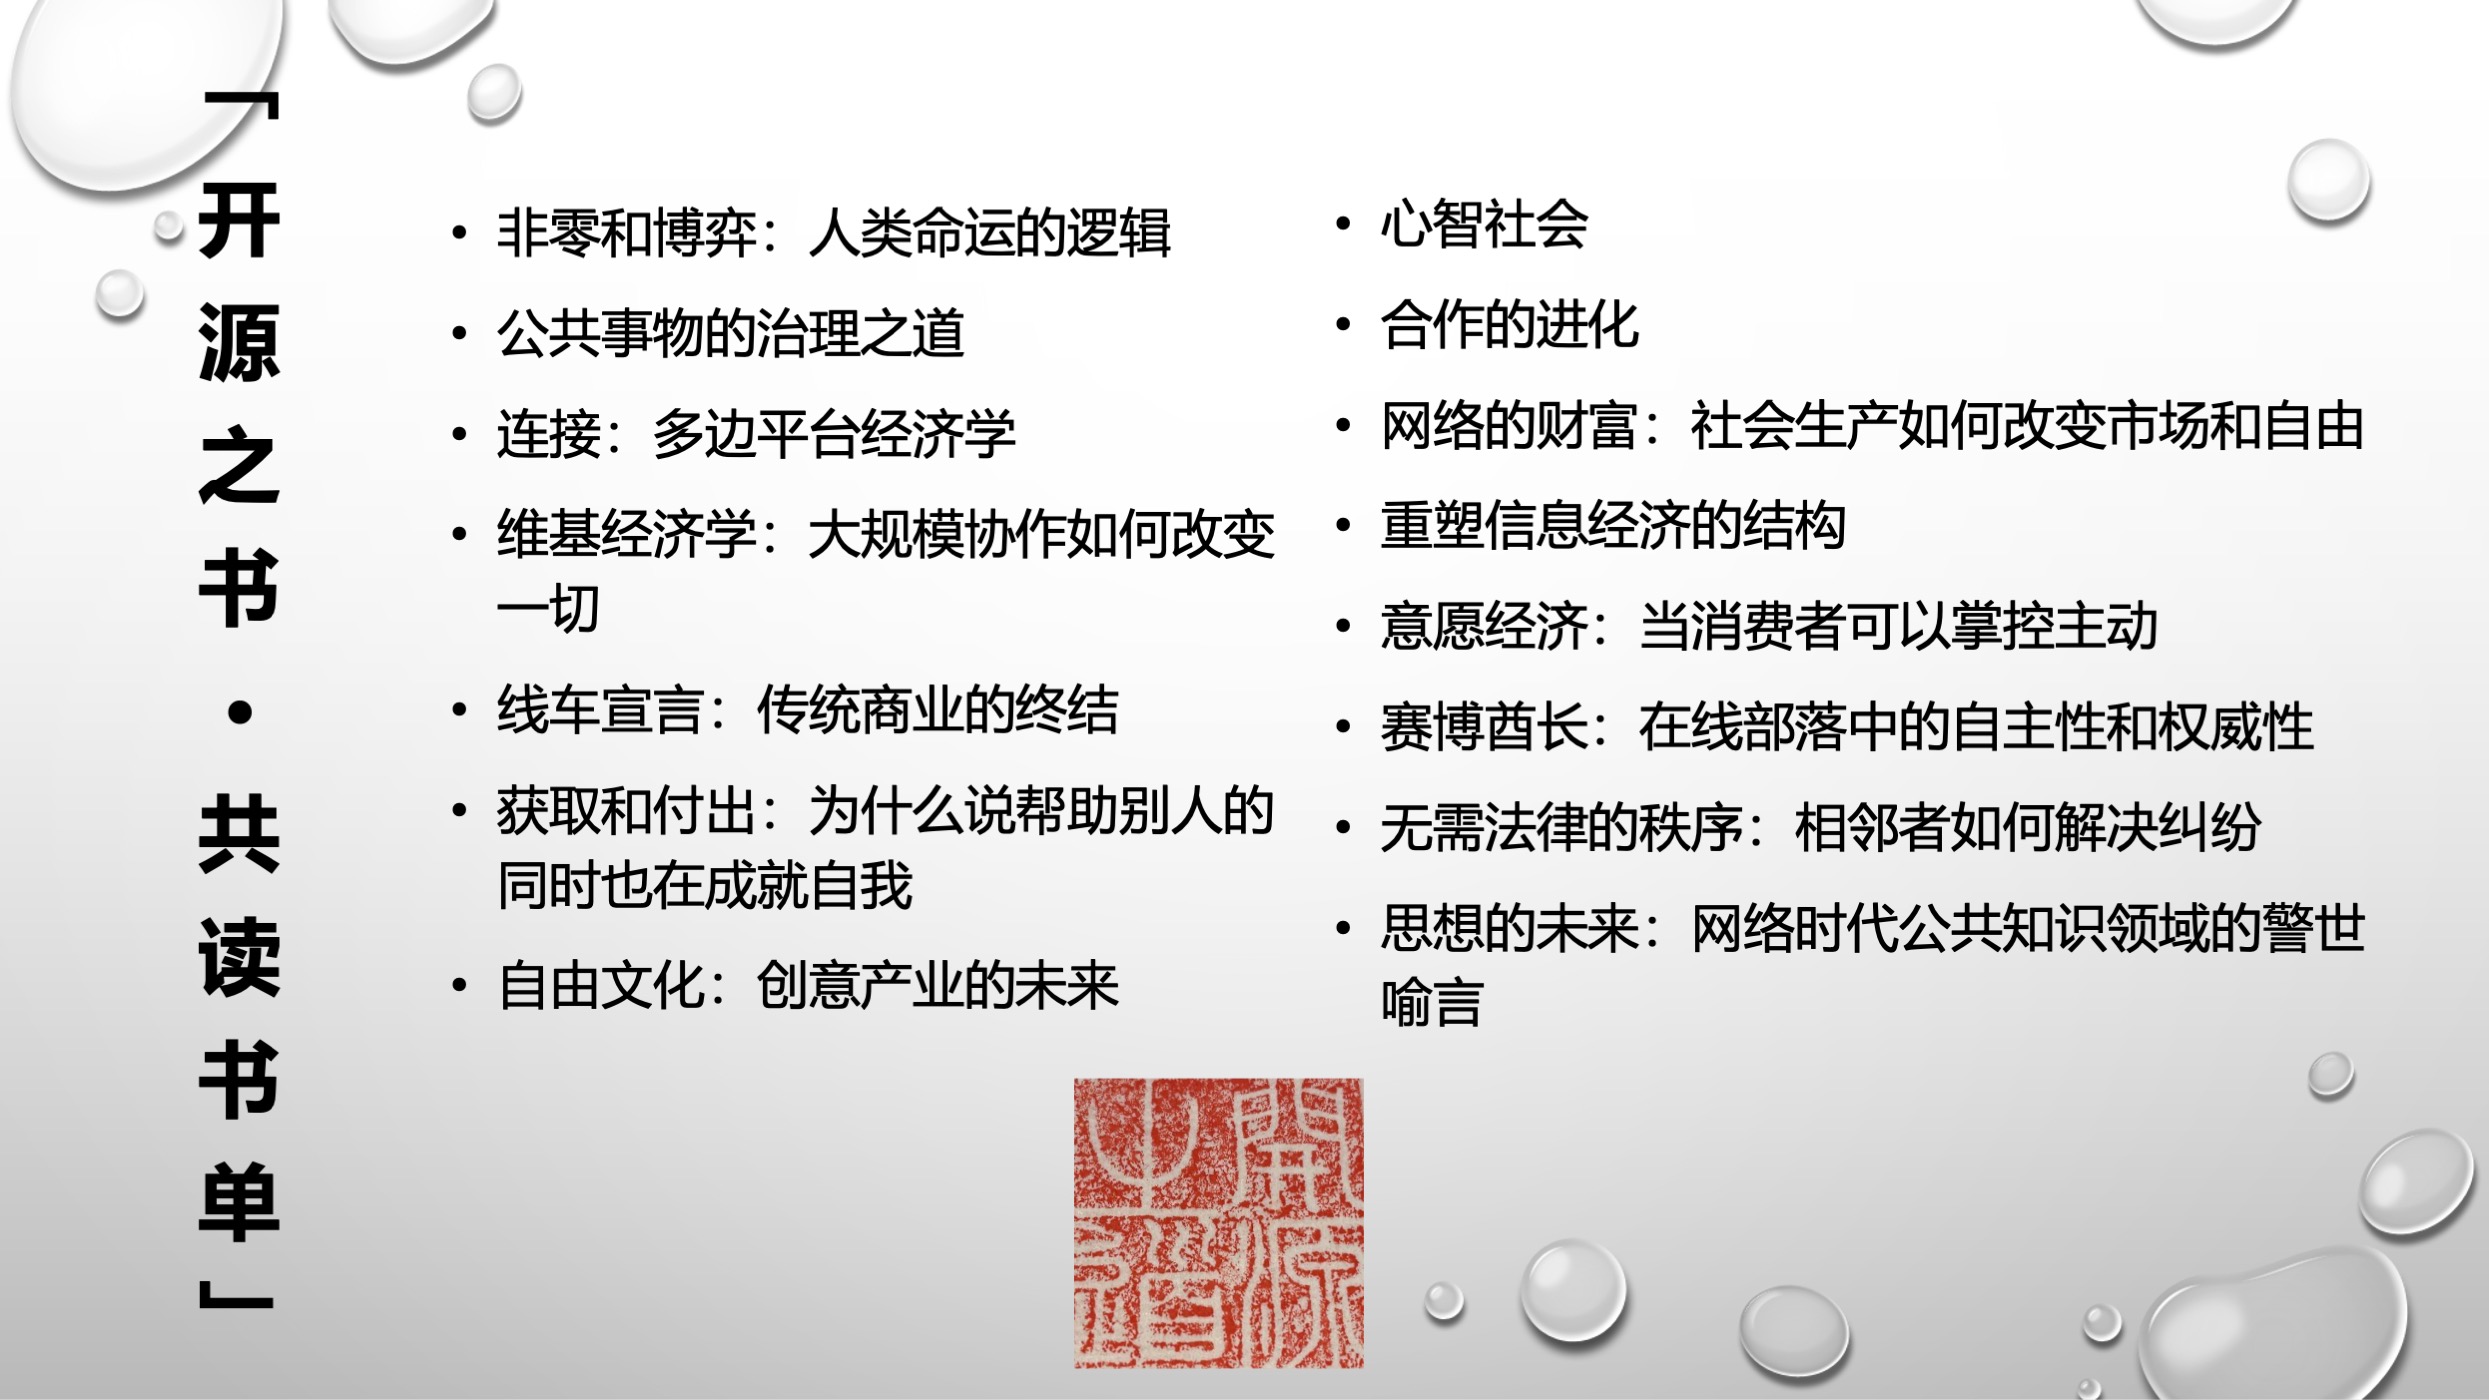 「开源之书·共读书单」
• 非零和博弈：人类命运的逻辑
• 公共事物的治理之道
• 连接：多边平台经济学
• 维基经济学：大规模协作如何改变
一切
• 线车宣言：传统商业的终结
• 获取和付出：为什么说帮助别人的
同时也在成就自我
• 自由文化：创意产业的未来
• 心智社会
• 合作的进化
• 网络的财富：社会生产如何改变市场和自由
• 重塑信息经济的结构
• 意愿经济：当消费者可以掌控主动
• 赛博酋长：在线部落中的自主性和权威性
• 无需法律的秩序：相邻者如何解决纠纷
• 思想的未来：网络时代公共知识领域的警世
喻言
開源之道